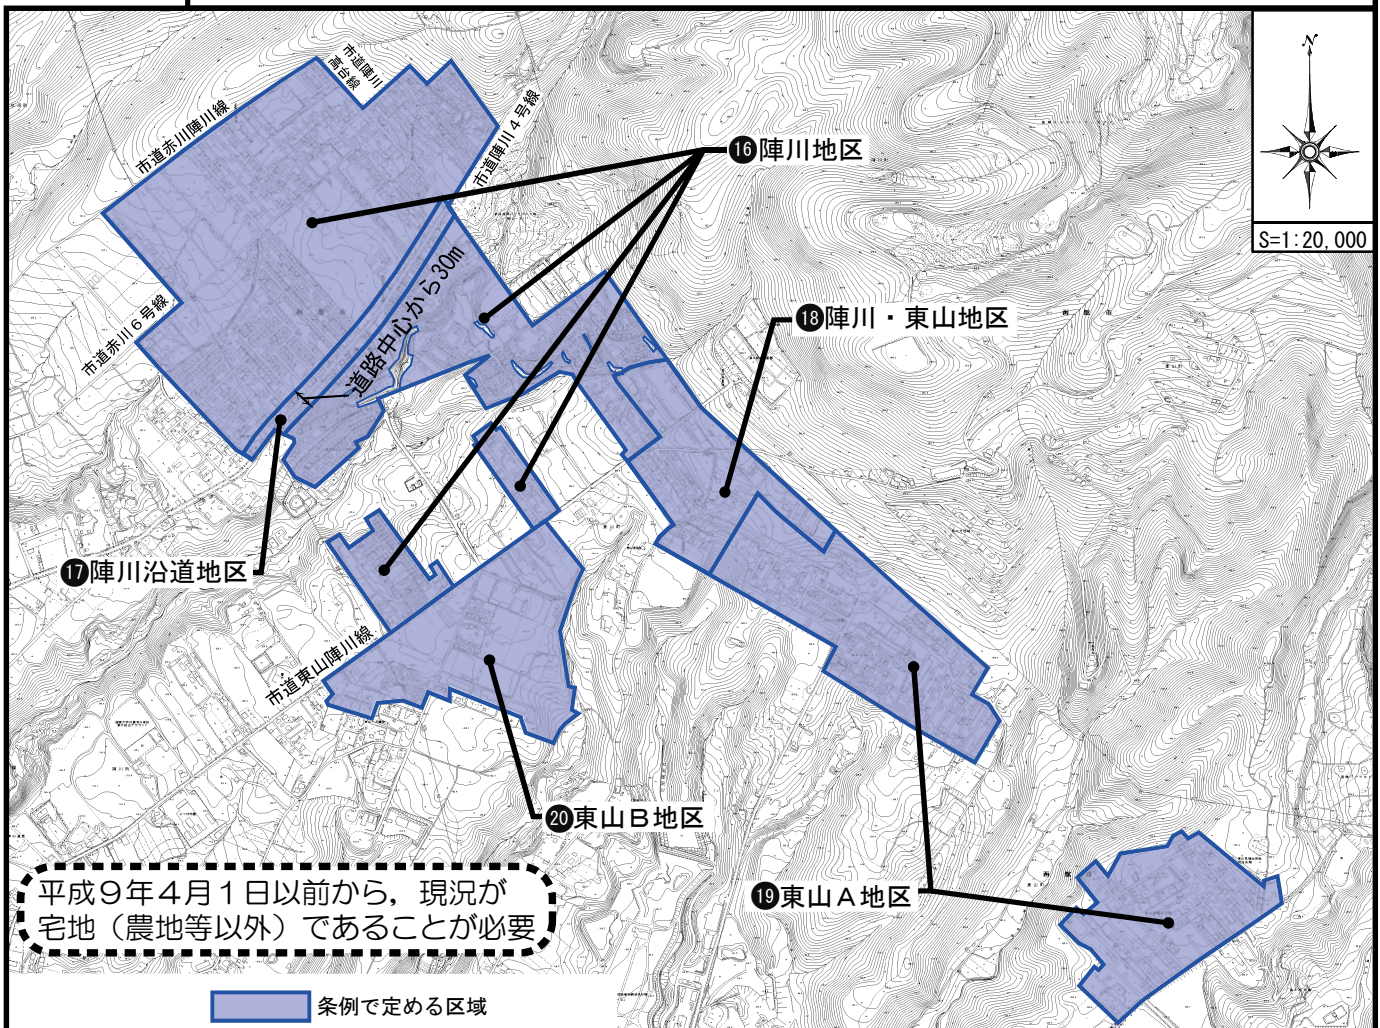 市道陣川
高台線
市道赤川陣川線
市道陣川４号線
N
S=1:20,000
⓰陣川地区
道路中心から30m
市道赤川６号線
⓲陣川・東山地区
⓱陣川沿道地区
市道東山陣川線
⓴東山Ｂ地区
⓳東山Ａ地区
平成９年４月１日以前から，現況が
宅地（農地等以外）であることが必要
条例で定める区域